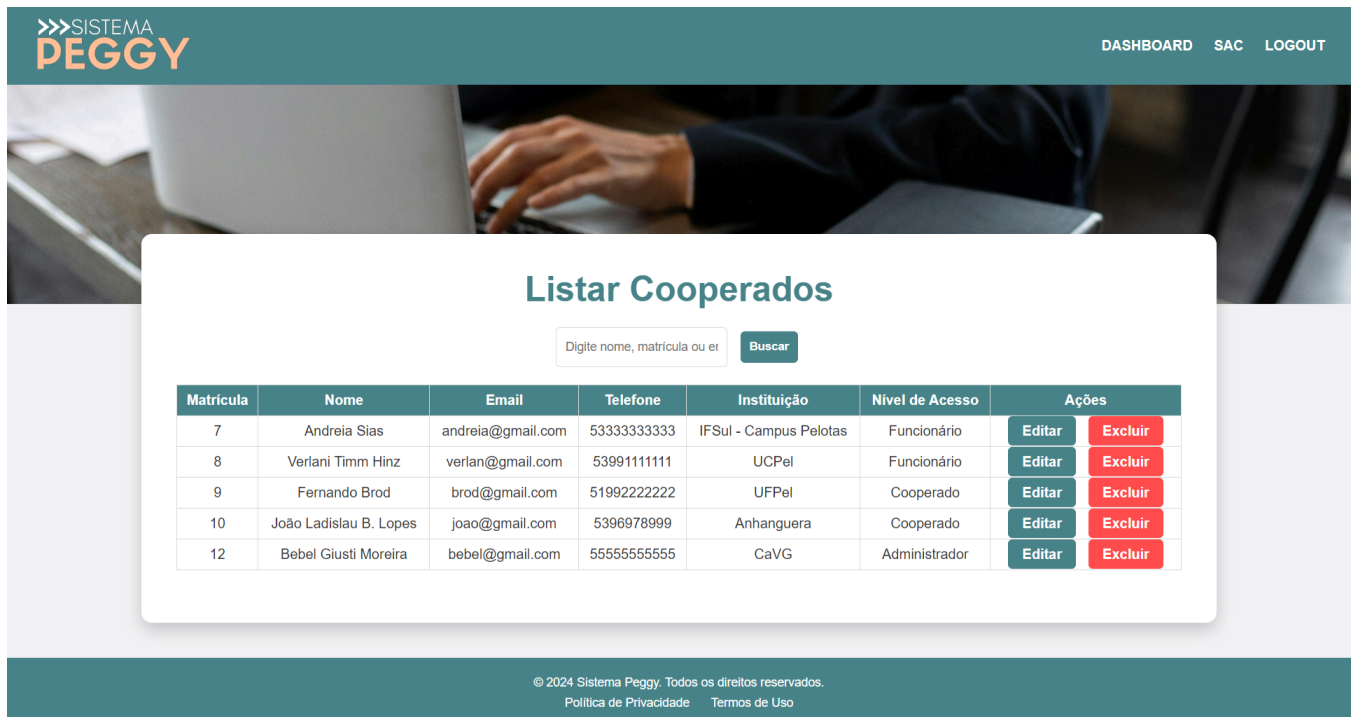 >>>SISTEMA
PEGGY
DASHBOARD SAC LOGOUT
Listar Cooperados
Digite nome, matrícula ou er Buscar
Matrícula Nome Email Telefone Instituição Nível de Acesso Ações
7 Andreia Sias andreia@gmail.com 53333333333 IFSul - Campus Pelotas Funcionário Editar Excluir
8 Verlani Timm Hinz verlan@gmail.com 53991111111 UCPel Funcionário Editar Excluir
9 Fernando Brod brod@gmail.com 51992222222 UFPel Cooperado Editar Excluir
10 João Ladislau B. Lopes joao@gmail.com 5396978999 Anhanguera Cooperado Editar Excluir
12 Bebel Giusti Moreira bebel@gmail.com 55555555555 CaVG Administrador Editar Excluir
© 2024 Sistema Peggy. Todos os direitos reservados.
Política de Privacidade Termos de Uso